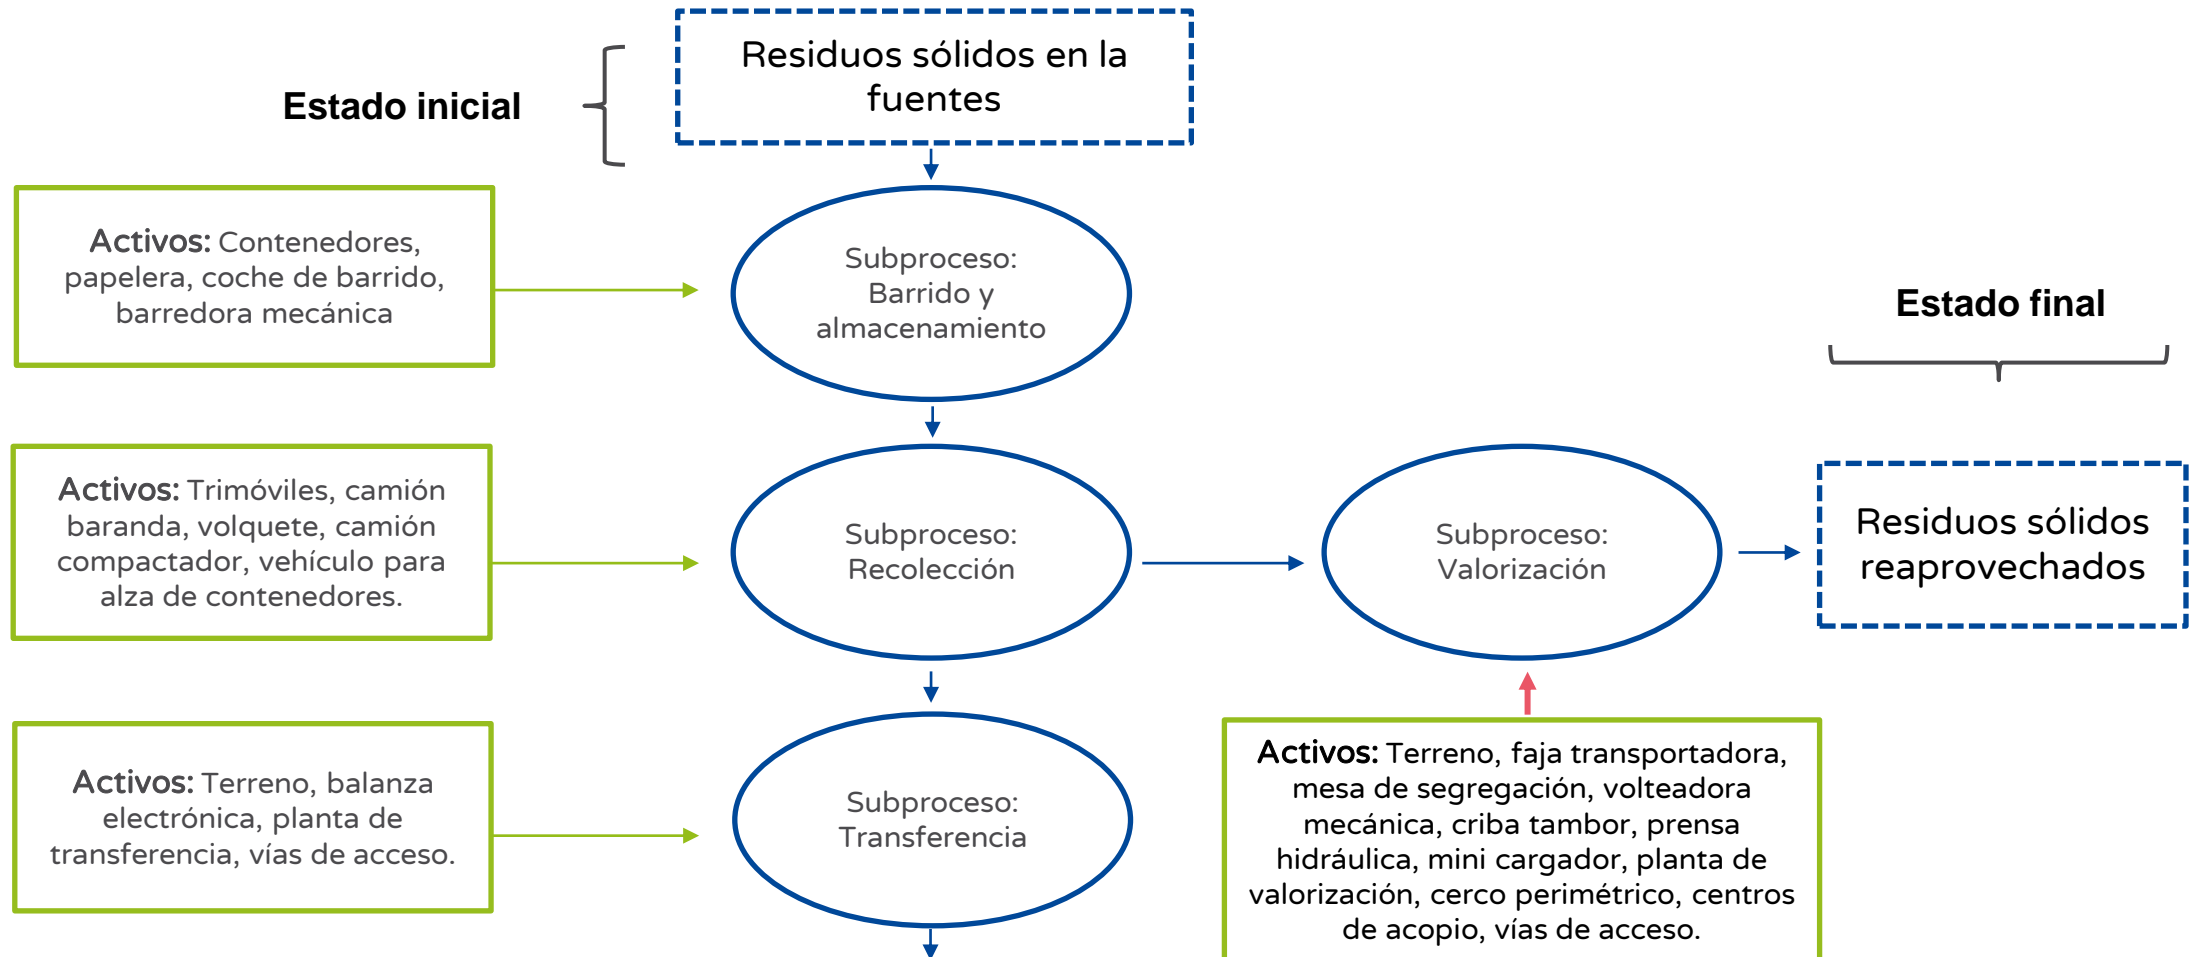 Residuos sólidos en la
fuentes
Estado inicial
Activos: Contenedores,
papelera, coche de barrido,
barredora mecánica
Subproceso:
Barrido y
almacenamiento
Estado final
Activos: Trimóviles, camión
baranda, volquete, camión
compactador, vehículo para
alza de contenedores.
Subproceso:
Recolección
Subproceso:
Valorización
Residuos sólidos
reaprovechados
Activos: Terreno, balanza
electrónica, planta de
transferencia, vías de acceso.
Subproceso:
Transferencia
Activos: Terreno, faja transportadora,
mesa de segregación, volteadora
mecánica, criba tambor, prensa
hidráulica, mini cargador, planta de
valorización, cerco perimétrico, centros
de acopio, vías de acceso.